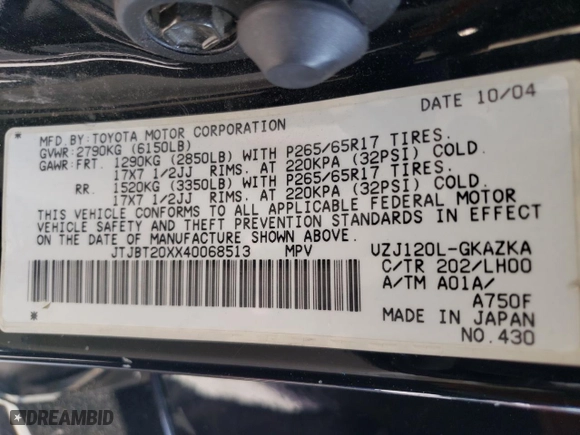 DATE 10/04
MFD.BY:TOYOTA MOTOR CORPORATION
GVWR:2790KG (6150LB)
GAWR:FRT. 1290KG (2850LB) WITH P265/65R17 TIRES.
17X7 1/2JJ RIMS. AT 220KPA (32PSI) COLD.
RR. 1520KG (3350LB) WITH P265/65R17 TIRES.
17X7 1/2JJ RIMS. AT 220KPA (32PSI) COLD.
THIS VEHICLE CONFORMS TO ALL APPLICABLE FEDERAL MOTOR
VEHICLE SAFETY AND THEFT PREVENTION STANDARDS IN EFFECT
ON THE DATE OF MANUFACTURE SHOWN ABOVE.
JTJBT20XX40068513 MPV UZJ120L-GKAZKA
C/TR 202/LH00
A/TM A01A/
A750F
MADE IN JAPAN
NO.430
DREAMBID